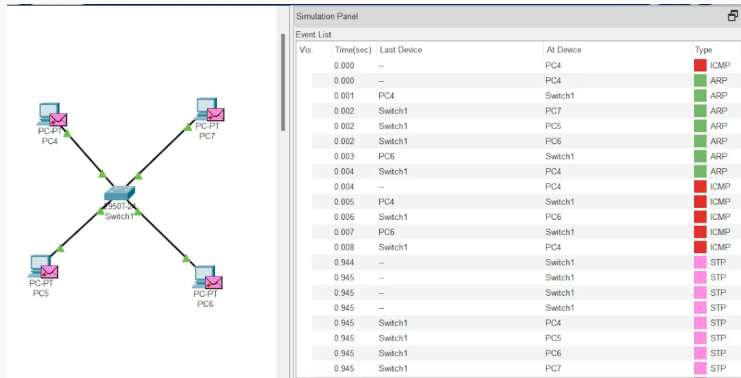 Simulation Panel
Event List
Vis. Time(sec) Last Device At Device Type
0.000 -- PC4 ICMP
0.000 -- PC4 ARP
0.001 PC4 Switch1 ARP
0.002 Switch1 PC7 ARP
0.002 Switch1 PC5 ARP
0.002 Switch1 PC6 ARP
0.003 PC6 Switch1 ARP
0.004 Switch1 PC4 ARP
0.004 -- PC4 ICMP
0.005 PC4 Switch1 ICMP
0.006 Switch1 PC6 ICMP
0.007 PC6 Switch1 ICMP
0.008 Switch1 PC4 ICMP
0.944 -- Switch1 STP
0.945 -- Switch1 STP
0.945 -- Switch1 STP
0.945 -- Switch1 STP
0.945 Switch1 PC4 STP
0.945 Switch1 PC5 STP
0.945 Switch1 PC6 STP
0.945 Switch1 PC7 STP
PC-PT
PC4
PC-PT
PC7
2950T-24
Switch1
PC-PT
PC5
PC-PT
PC6